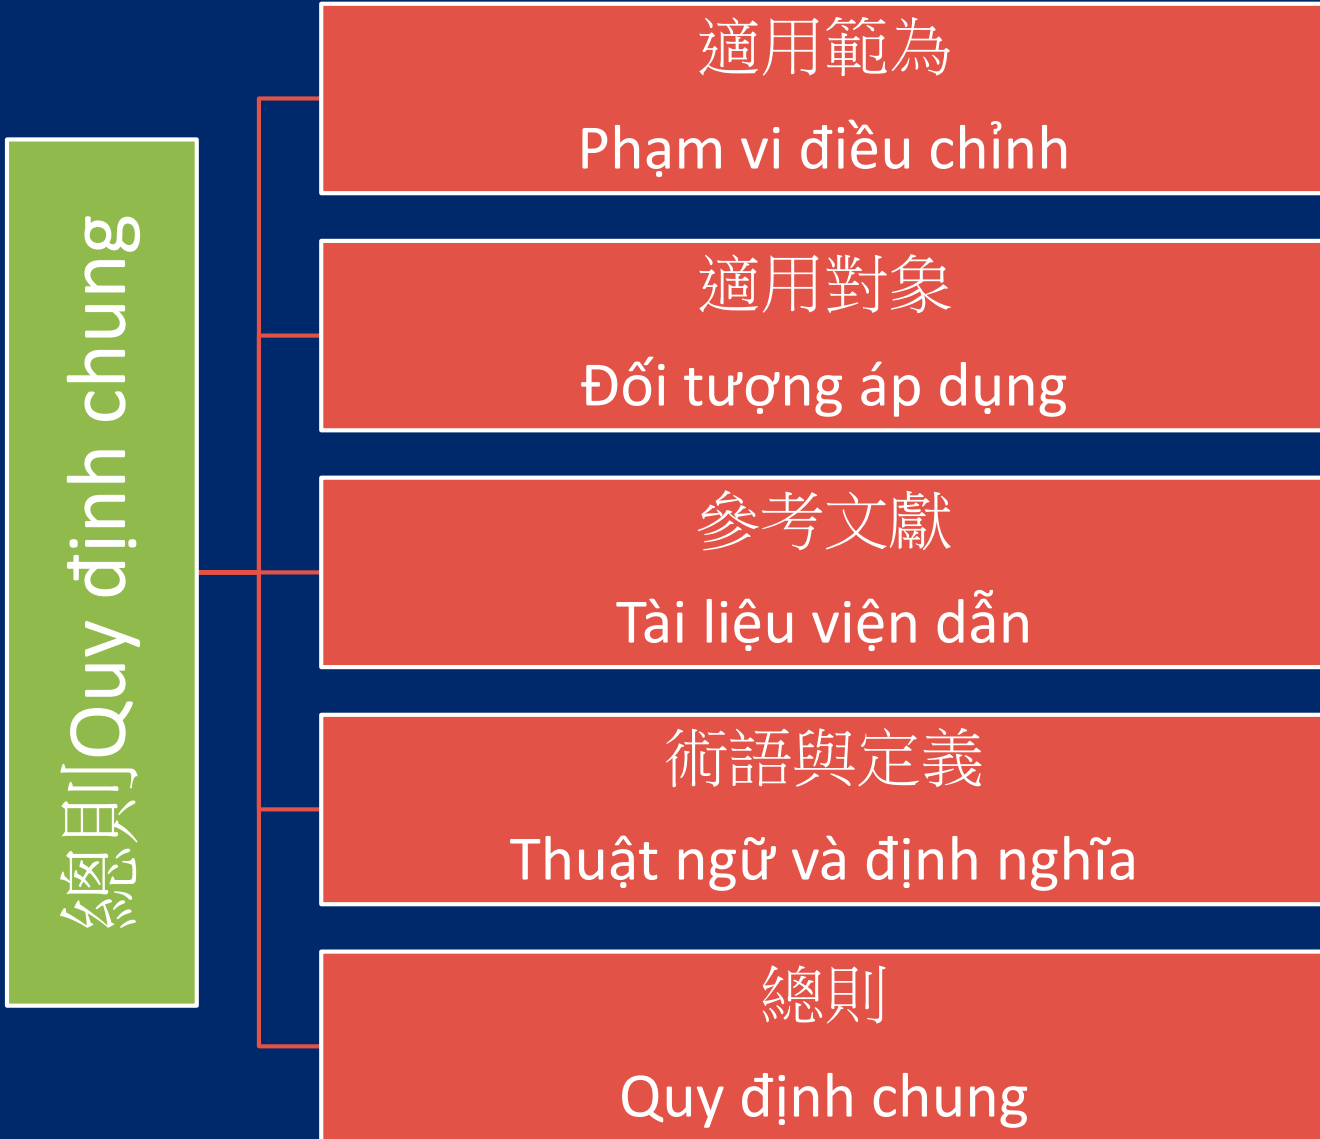 總則Quy định chung
適用範為
Phạm vi điều chỉnh
適用對象
Đối tượng áp dụng
參考文獻
Tài liệu viện dẫn
術語與定義
Thuật ngữ và định nghĩa
總則
Quy định chung